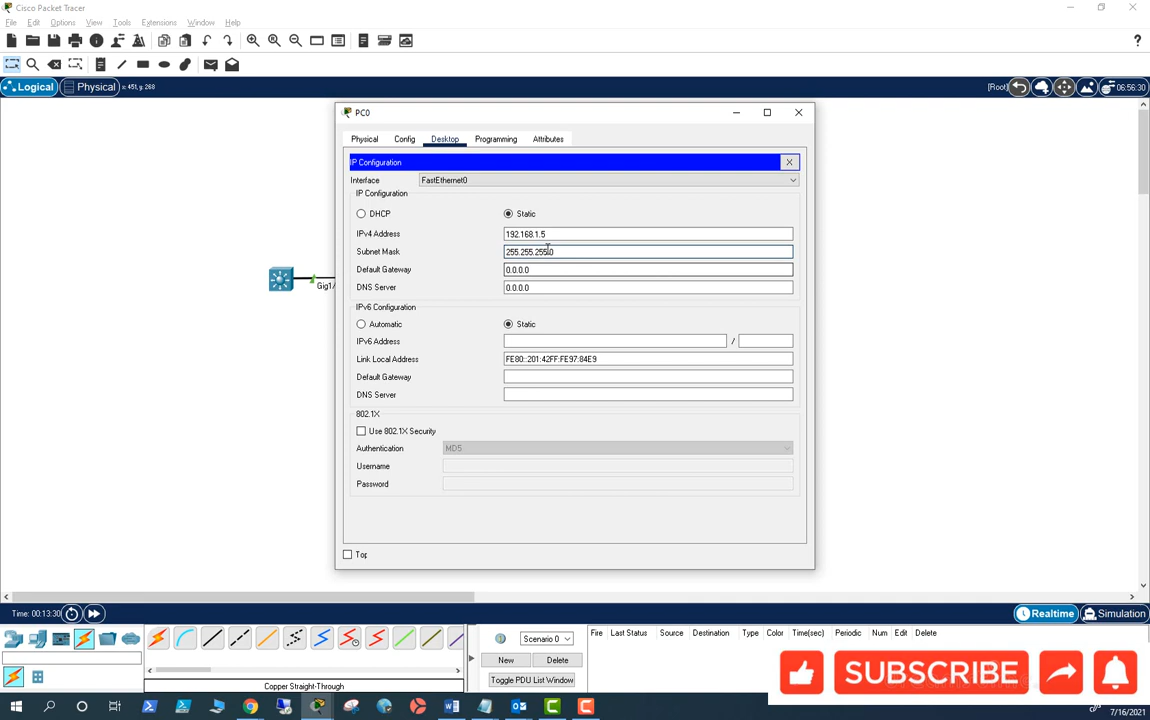 Cisco Packet Tracer
File Edit Options View Tools Extensions Window Help
Logical Physical x: 451, y: 268 [Root] 06:56:30
PC0
Physical Config Desktop Programming Attributes
IP Configuration X
Interface FastEthernet0
IP Configuration
DHCP Static
IPv4 Address 192.168.1.5
Subnet Mask 255.255.255.0
Default Gateway 0.0.0.0
DNS Server 0.0.0.0
Gig1/
IPv6 Configuration
Automatic Static
IPv6 Address /
Link Local Address FE80::201:42FF:FE97:84E9
Default Gateway
DNS Server
802.1X
Use 802.1X Security
Authentication MD5
Username
Password
Top
Time: 00:13:30 Realtime Simulation
Scenario 0 Fire Last Status Source Destination Type Color Time(sec) Periodic Num Edit Delete
New Delete
Toggle PDU List Window
Copper Straight-Through
SUBSCRIBE
7/16/2021